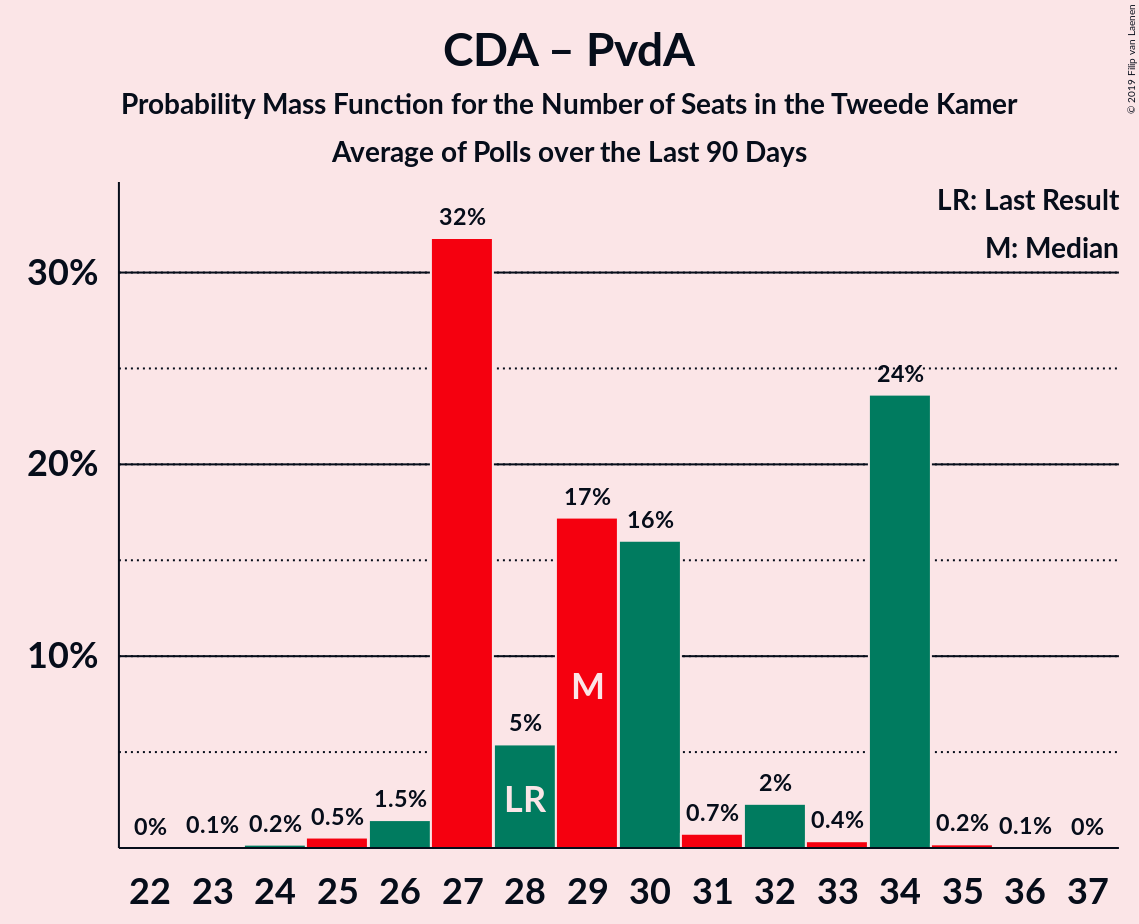 CDA – PvdA
Probability Mass Function for the Number of Seats in the Tweede Kamer
Average of Polls over the Last 90 Days
© 2019 Filip van Laenen
LR: Last Result
M: Median
30%
20%
10%
0%
0.1%
0.2%
0.5%
1.5%
32%
5%
17%
16%
0.7%
2%
0.4%
24%
0.2%
0.1%
0%
LR
M
22 23 24 25 26 27 28 29 30 31 32 33 34 35 36 37